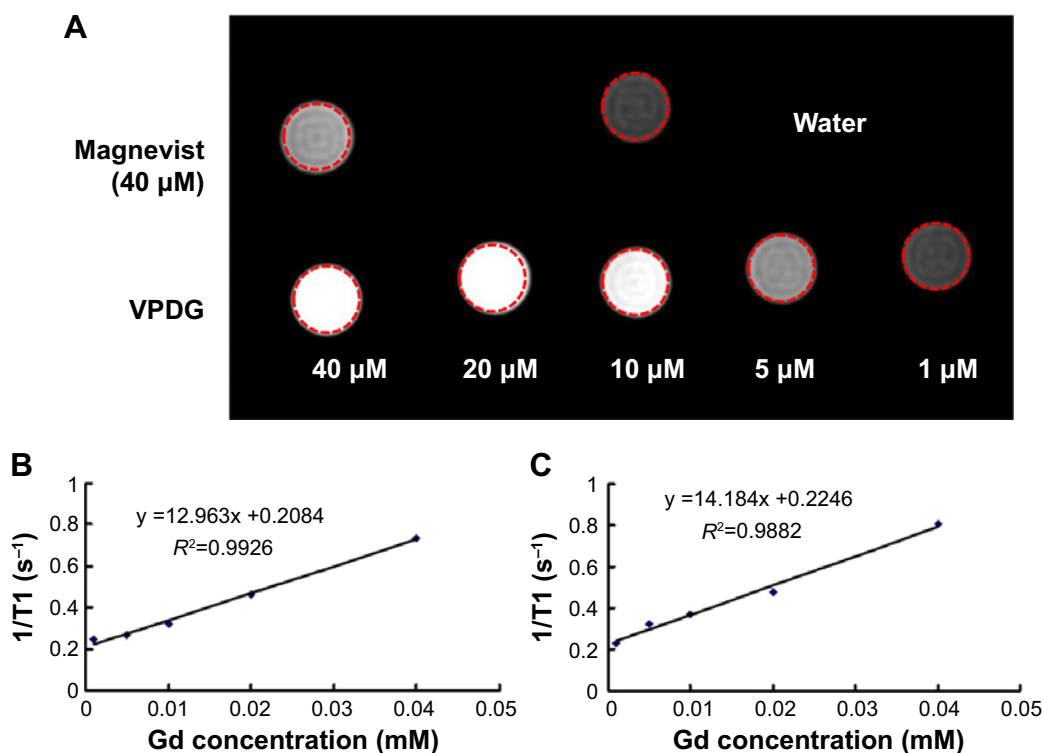 A
Magnevist
(40 µM)
Water
VPDG
40 µM 20 µM 10 µM 5 µM 1 µM
B
1/T1 (s⁻¹)
1
0.8
0.6
0.4
0.2
0
y =12.963x +0.2084
R²=0.9926
0 0.01 0.02 0.03 0.04 0.05
Gd concentration (mM)
C
1/T1 (s⁻¹)
1
0.8
0.6
0.4
0.2
0
y =14.184x +0.2246
R²=0.9882
0 0.01 0.02 0.03 0.04 0.05
Gd concentration (mM)